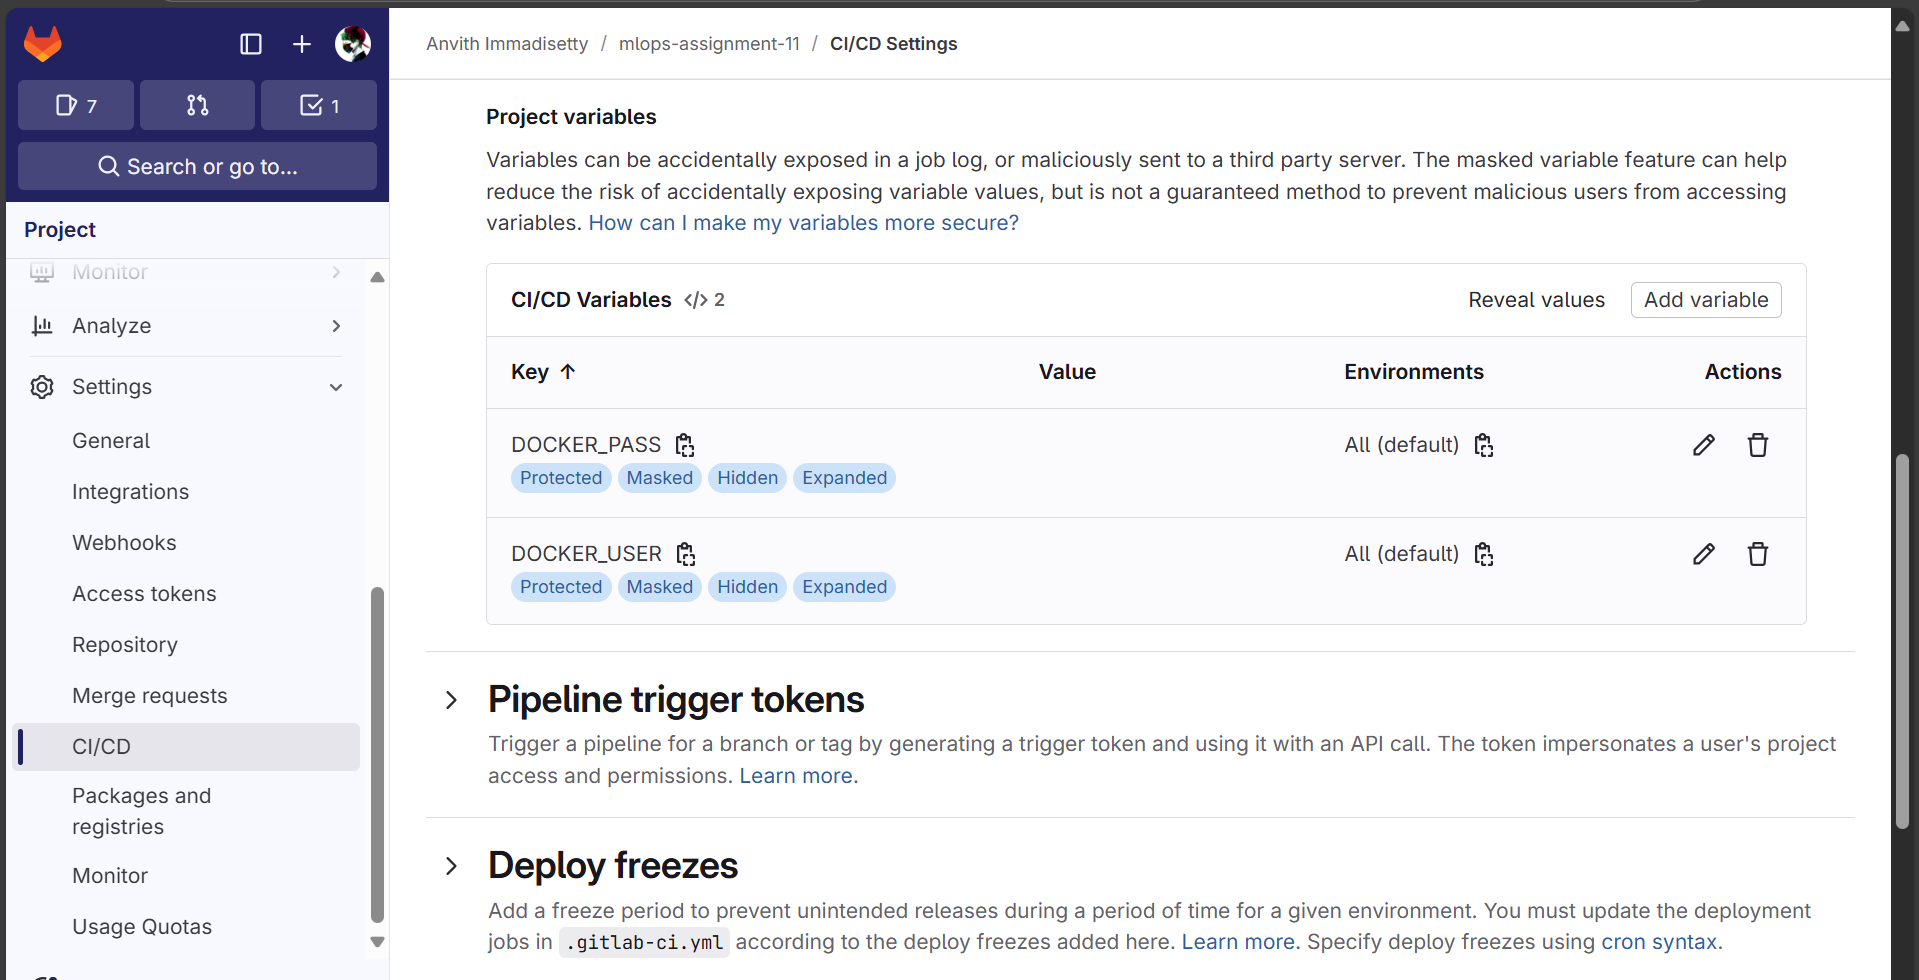 7
1
Search or go to...
Project
Monitor
Analyze
Settings
General
Integrations
Webhooks
Access tokens
Repository
Merge requests
CI/CD
Packages and
registries
Monitor
Usage Quotas
Anvith Immadisetty / mlops-assignment-11 / CI/CD Settings
Project variables
Variables can be accidentally exposed in a job log, or maliciously sent to a third party server. The masked variable feature can help
reduce the risk of accidentally exposing variable values, but is not a guaranteed method to prevent malicious users from accessing
variables. How can I make my variables more secure?
CI/CD Variables </> 2
Reveal values
Add variable
Key ↑ Value Environments Actions
DOCKER_PASS All (default)
Protected Masked Hidden Expanded
DOCKER_USER All (default)
Protected Masked Hidden Expanded
Pipeline trigger tokens
Trigger a pipeline for a branch or tag by generating a trigger token and using it with an API call. The token impersonates a user's project
access and permissions. Learn more.
Deploy freezes
Add a freeze period to prevent unintended releases during a period of time for a given environment. You must update the deployment
jobs in .gitlab-ci.yml according to the deploy freezes added here. Learn more. Specify deploy freezes using cron syntax.